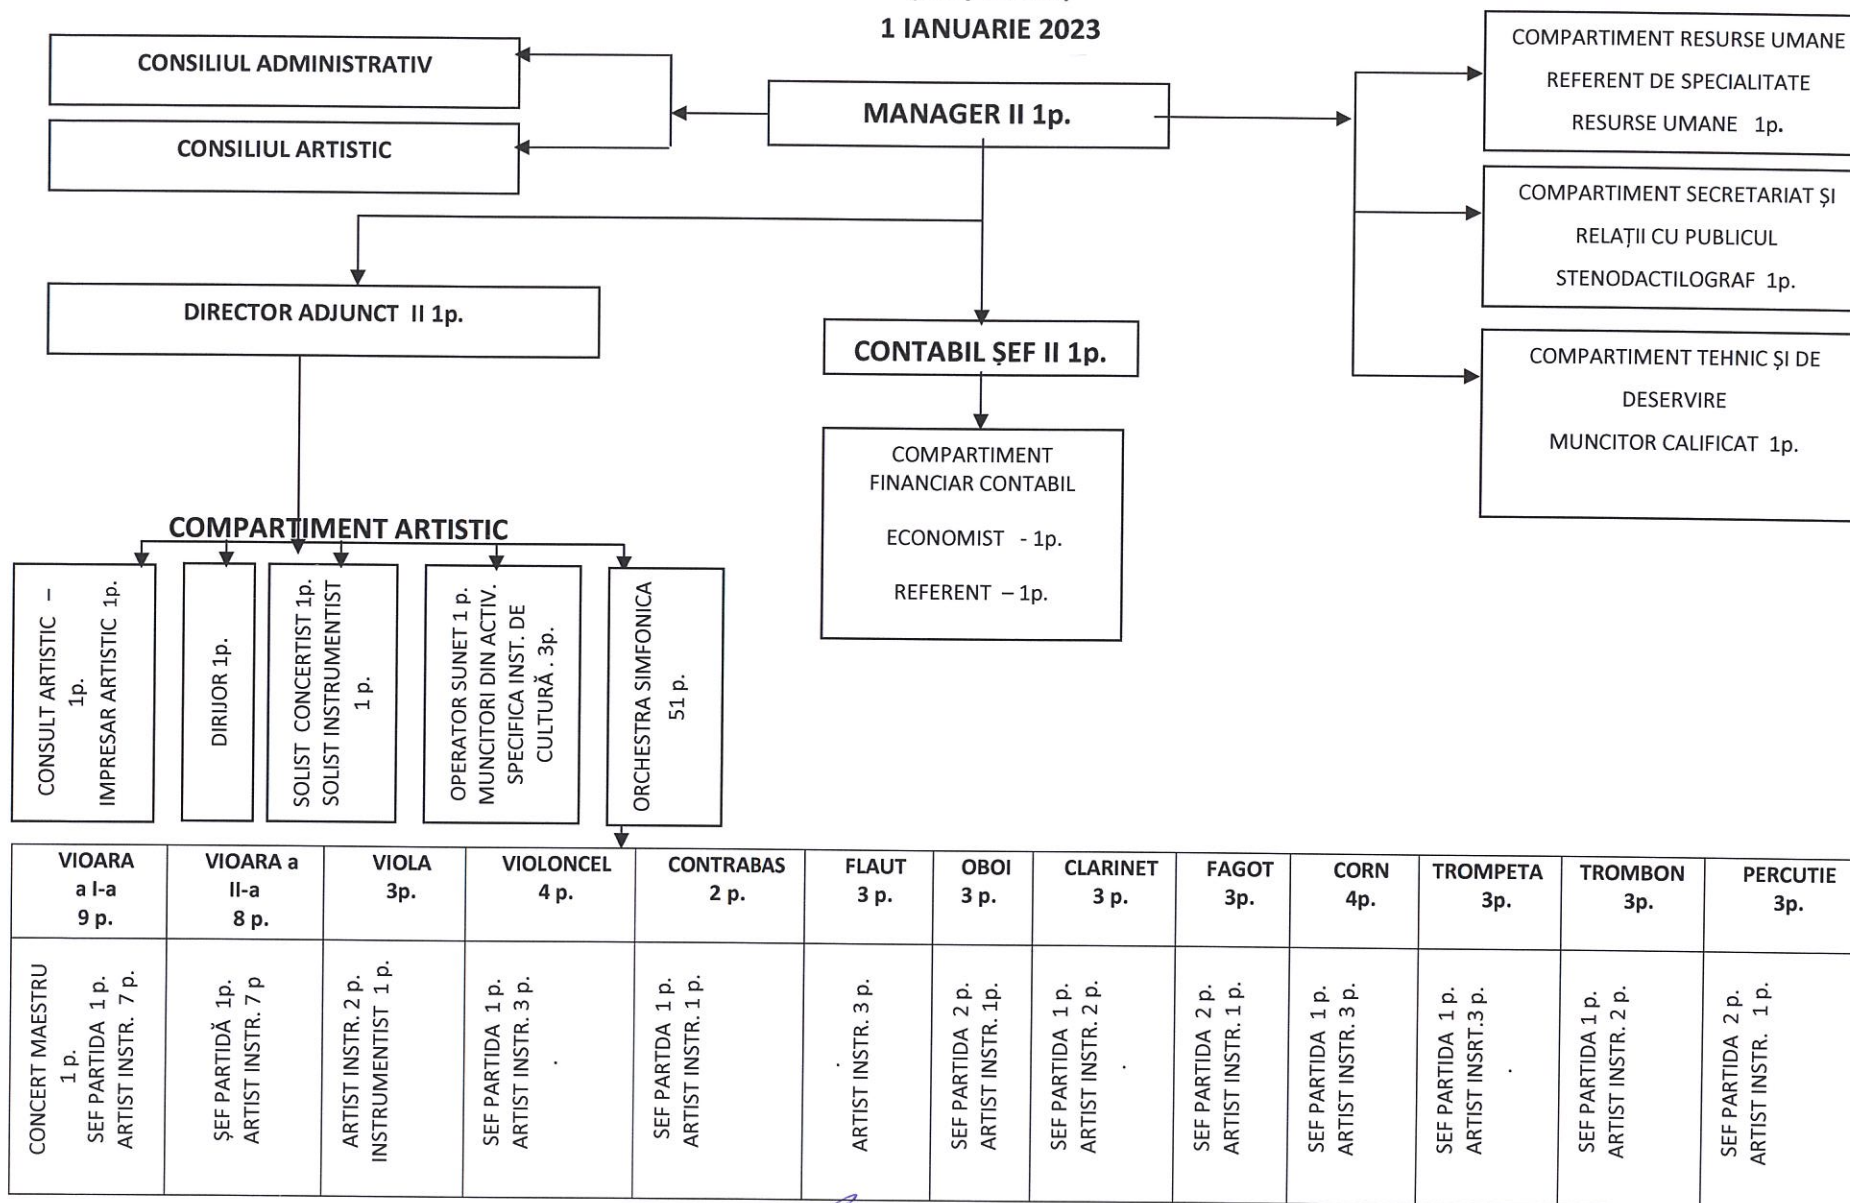 1 IANUARIE 2023
CONSILIUL ADMINISTRATIV
CONSILIUL ARTISTIC
MANAGER II 1p.
COMPARTIMENT RESURSE UMANE
REFERENT DE SPECIALITATE
RESURSE UMANE 1p.
COMPARTIMENT SECRETARIAT ȘI
RELAȚII CU PUBLICUL
STENODACTILOGRAF 1p.
COMPARTIMENT TEHNIC ȘI DE
DESERVIRE
MUNCITOR CALIFICAT 1p.
DIRECTOR ADJUNCT II 1p.
CONTABIL ȘEF II 1p.
COMPARTIMENT
FINANCIAR CONTABIL
ECONOMIST - 1p.
REFERENT – 1p.
COMPARTIMENT ARTISTIC
CONSULT ARTISTIC –
1p.
IMPRESAR ARTISTIC 1p.
DIRIJOR 1p.
SOLIST CONCERTIST 1p.
SOLIST INSTRUMENTIST
1 p.
OPERATOR SUNET 1 p.
MUNCITORI DIN ACTIV.
SPECIFICA INST. DE
CULTURĂ . 3p.
ORCHESTRA SIMFONICA
51 p.
VIOARA
a I-a
9 p.
VIOARA a
II-a
8 p.
VIOLA
3p.
VIOLONCEL
4 p.
CONTRABAS
2 p.
FLAUT
3 p.
OBOI
3 p.
CLARINET
3 p.
FAGOT
3p.
CORN
4p.
TROMPETA
3p.
TROMBON
3p.
PERCUTIE
3p.
CONCERT MAESTRU
1 p.
SEF PARTIDA 1 p.
ARTIST INSTR. 7 p.
ȘEF PARTIDĂ 1p.
ARTIST INSTR. 7 p
ARTIST INSTR. 2 p.
INSTRUMENTIST 1 p.
SEF PARTIDA 1 p.
ARTIST INSTR. 3 p.
SEF PARTDA 1 p.
ARTIST INSTR. 1 p.
ARTIST INSTR. 3 p.
SEF PARTIDA 2 p.
ARTIST INSTR. 1p.
SEF PARTIDA 1 p.
ARTIST INSTR. 2 p.
SEF PARTIDA 2 p.
ARTIST INSTR. 1 p.
SEF PARTIDA 1 p.
ARTIST INSTR. 3 p.
SEF PARTIDA 1 p.
ARTIST INSRT.3 p.
SEF PARTIDA 1 p.
ARTIST INSTR. 2 p.
SEF PARTIDA 2 p.
ARTIST INSTR. 1 p.